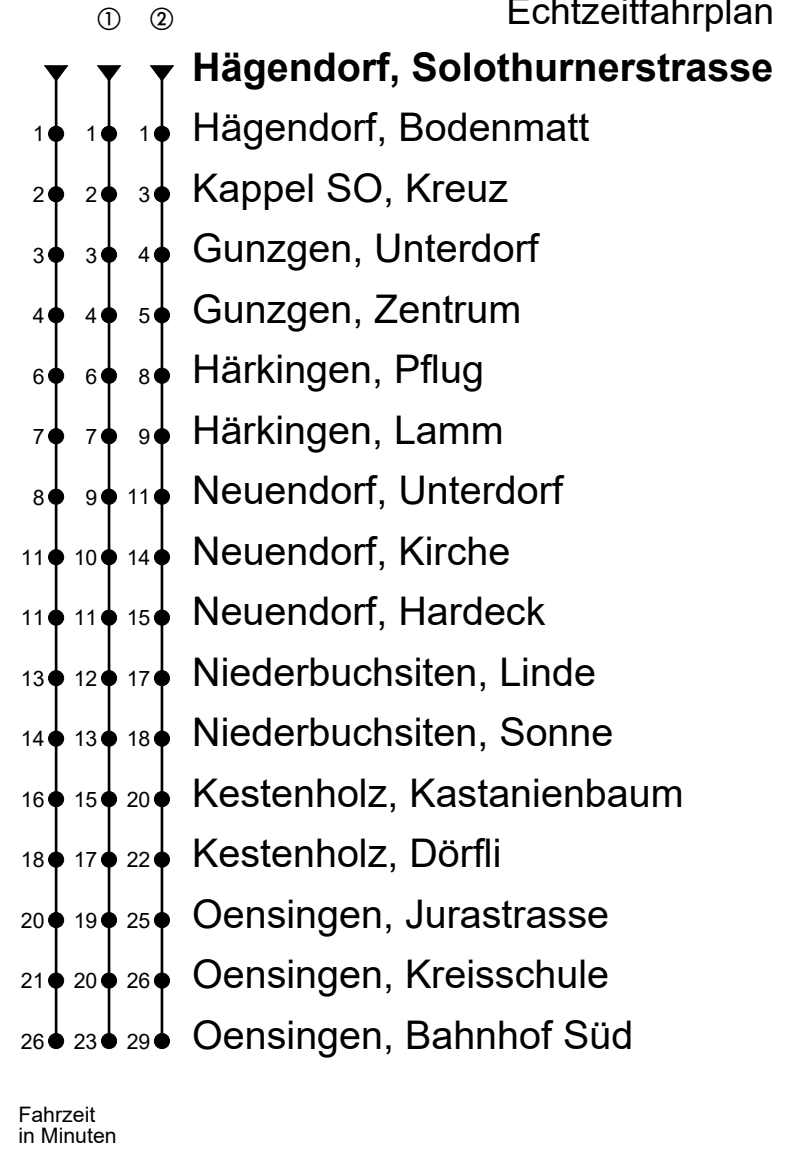 Echtzeitfahrplan
① ②
Hägendorf, Solothurnerstrasse
1 1 1 Hägendorf, Bodenmatt
2 2 3 Kappel SO, Kreuz
3 3 4 Gunzgen, Unterdorf
4 4 5 Gunzgen, Zentrum
6 6 8 Härkingen, Pflug
7 7 9 Härkingen, Lamm
8 9 11 Neuendorf, Unterdorf
11 10 14 Neuendorf, Kirche
11 11 15 Neuendorf, Hardeck
13 12 17 Niederbuchsiten, Linde
14 13 18 Niederbuchsiten, Sonne
16 15 20 Kestenholz, Kastanienbaum
18 17 22 Kestenholz, Dörfli
20 19 25 Oensingen, Jurastrasse
21 20 26 Oensingen, Kreisschule
26 23 29 Oensingen, Bahnhof Süd
Fahrzeit
in Minuten